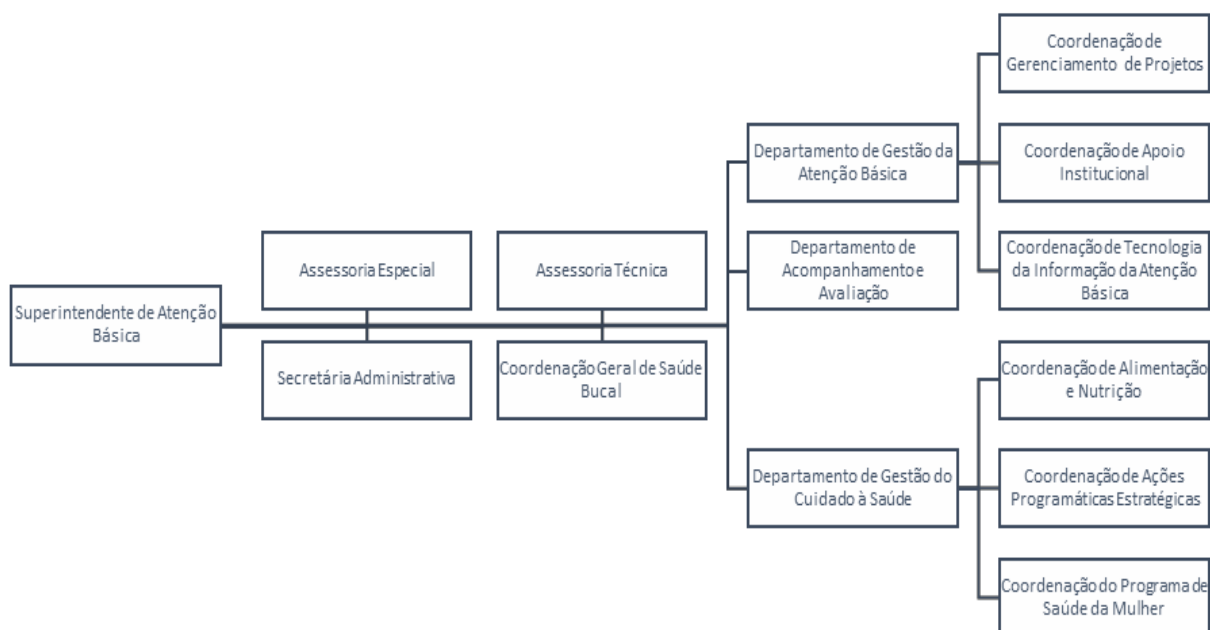 Superintendente de Atenção
Básica
Assessoria Especial
Secretária Administrativa
Assessoria Técnica
Coordenação Geral de Saúde
Bucal
Departamento de Gestão da
Atenção Básica
Departamento de
Acompanhamento e
Avaliação
Departamento de Gestão do
Cuidado à Saúde
Coordenação de
Gerenciamento de Projetos
Coordenação de Apoio
Institucional
Coordenação de Tecnologia
da Informação da Atenção
Básica
Coordenação de Alimentação
e Nutrição
Coordenação de Ações
Programáticas Estratégicas
Coordenação do Programa de
Saúde da Mulher